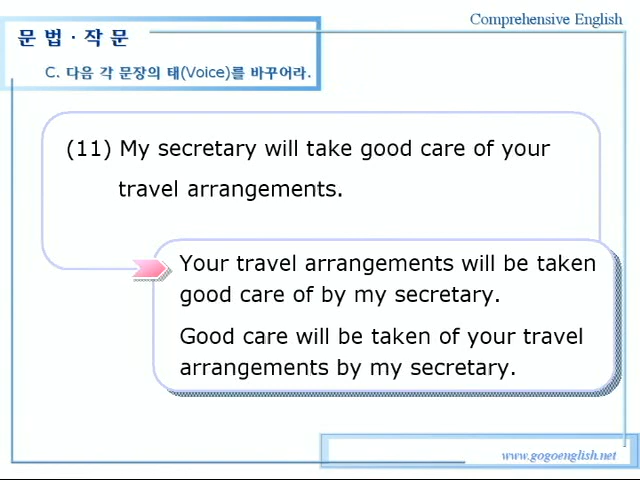 Comprehensive English
문 법 · 작 문
C. 다음 각 문장의 태(Voice)를 바꾸어라.
(11) My secretary will take good care of your
travel arrangements.
Your travel arrangements will be taken
good care of by my secretary.
Good care will be taken of your travel
arrangements by my secretary.
www.gogoenglish.net